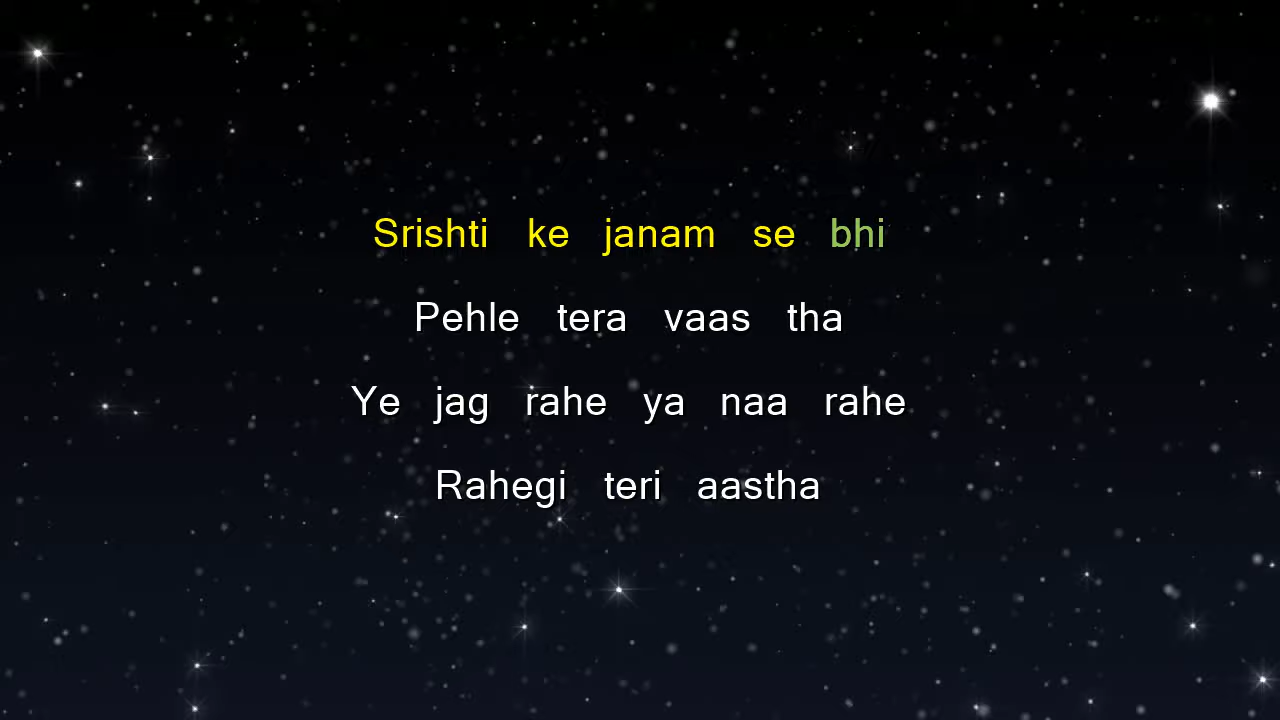 Srishti ke janam se bhi
Pehle tera vaas tha
Ye jag rahe ya naa rahe
Rahegi teri aastha